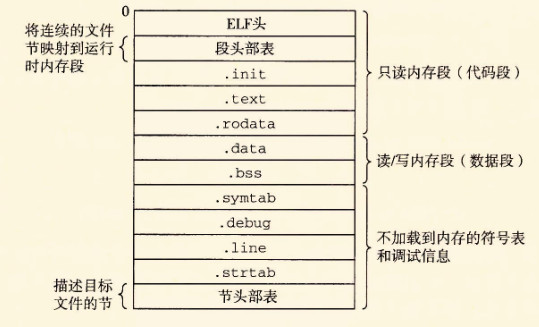 0
将连续的文件
节映射到运行
时内存段
ELF头
段头部表
.init
.text
.rodata
只读内存段（代码段）
.data
.bss
读/写内存段（数据段）
.symtab
.debug
.line
.strtab
不加载到内存的符号表
和调试信息
描述目标
文件的节
节头部表